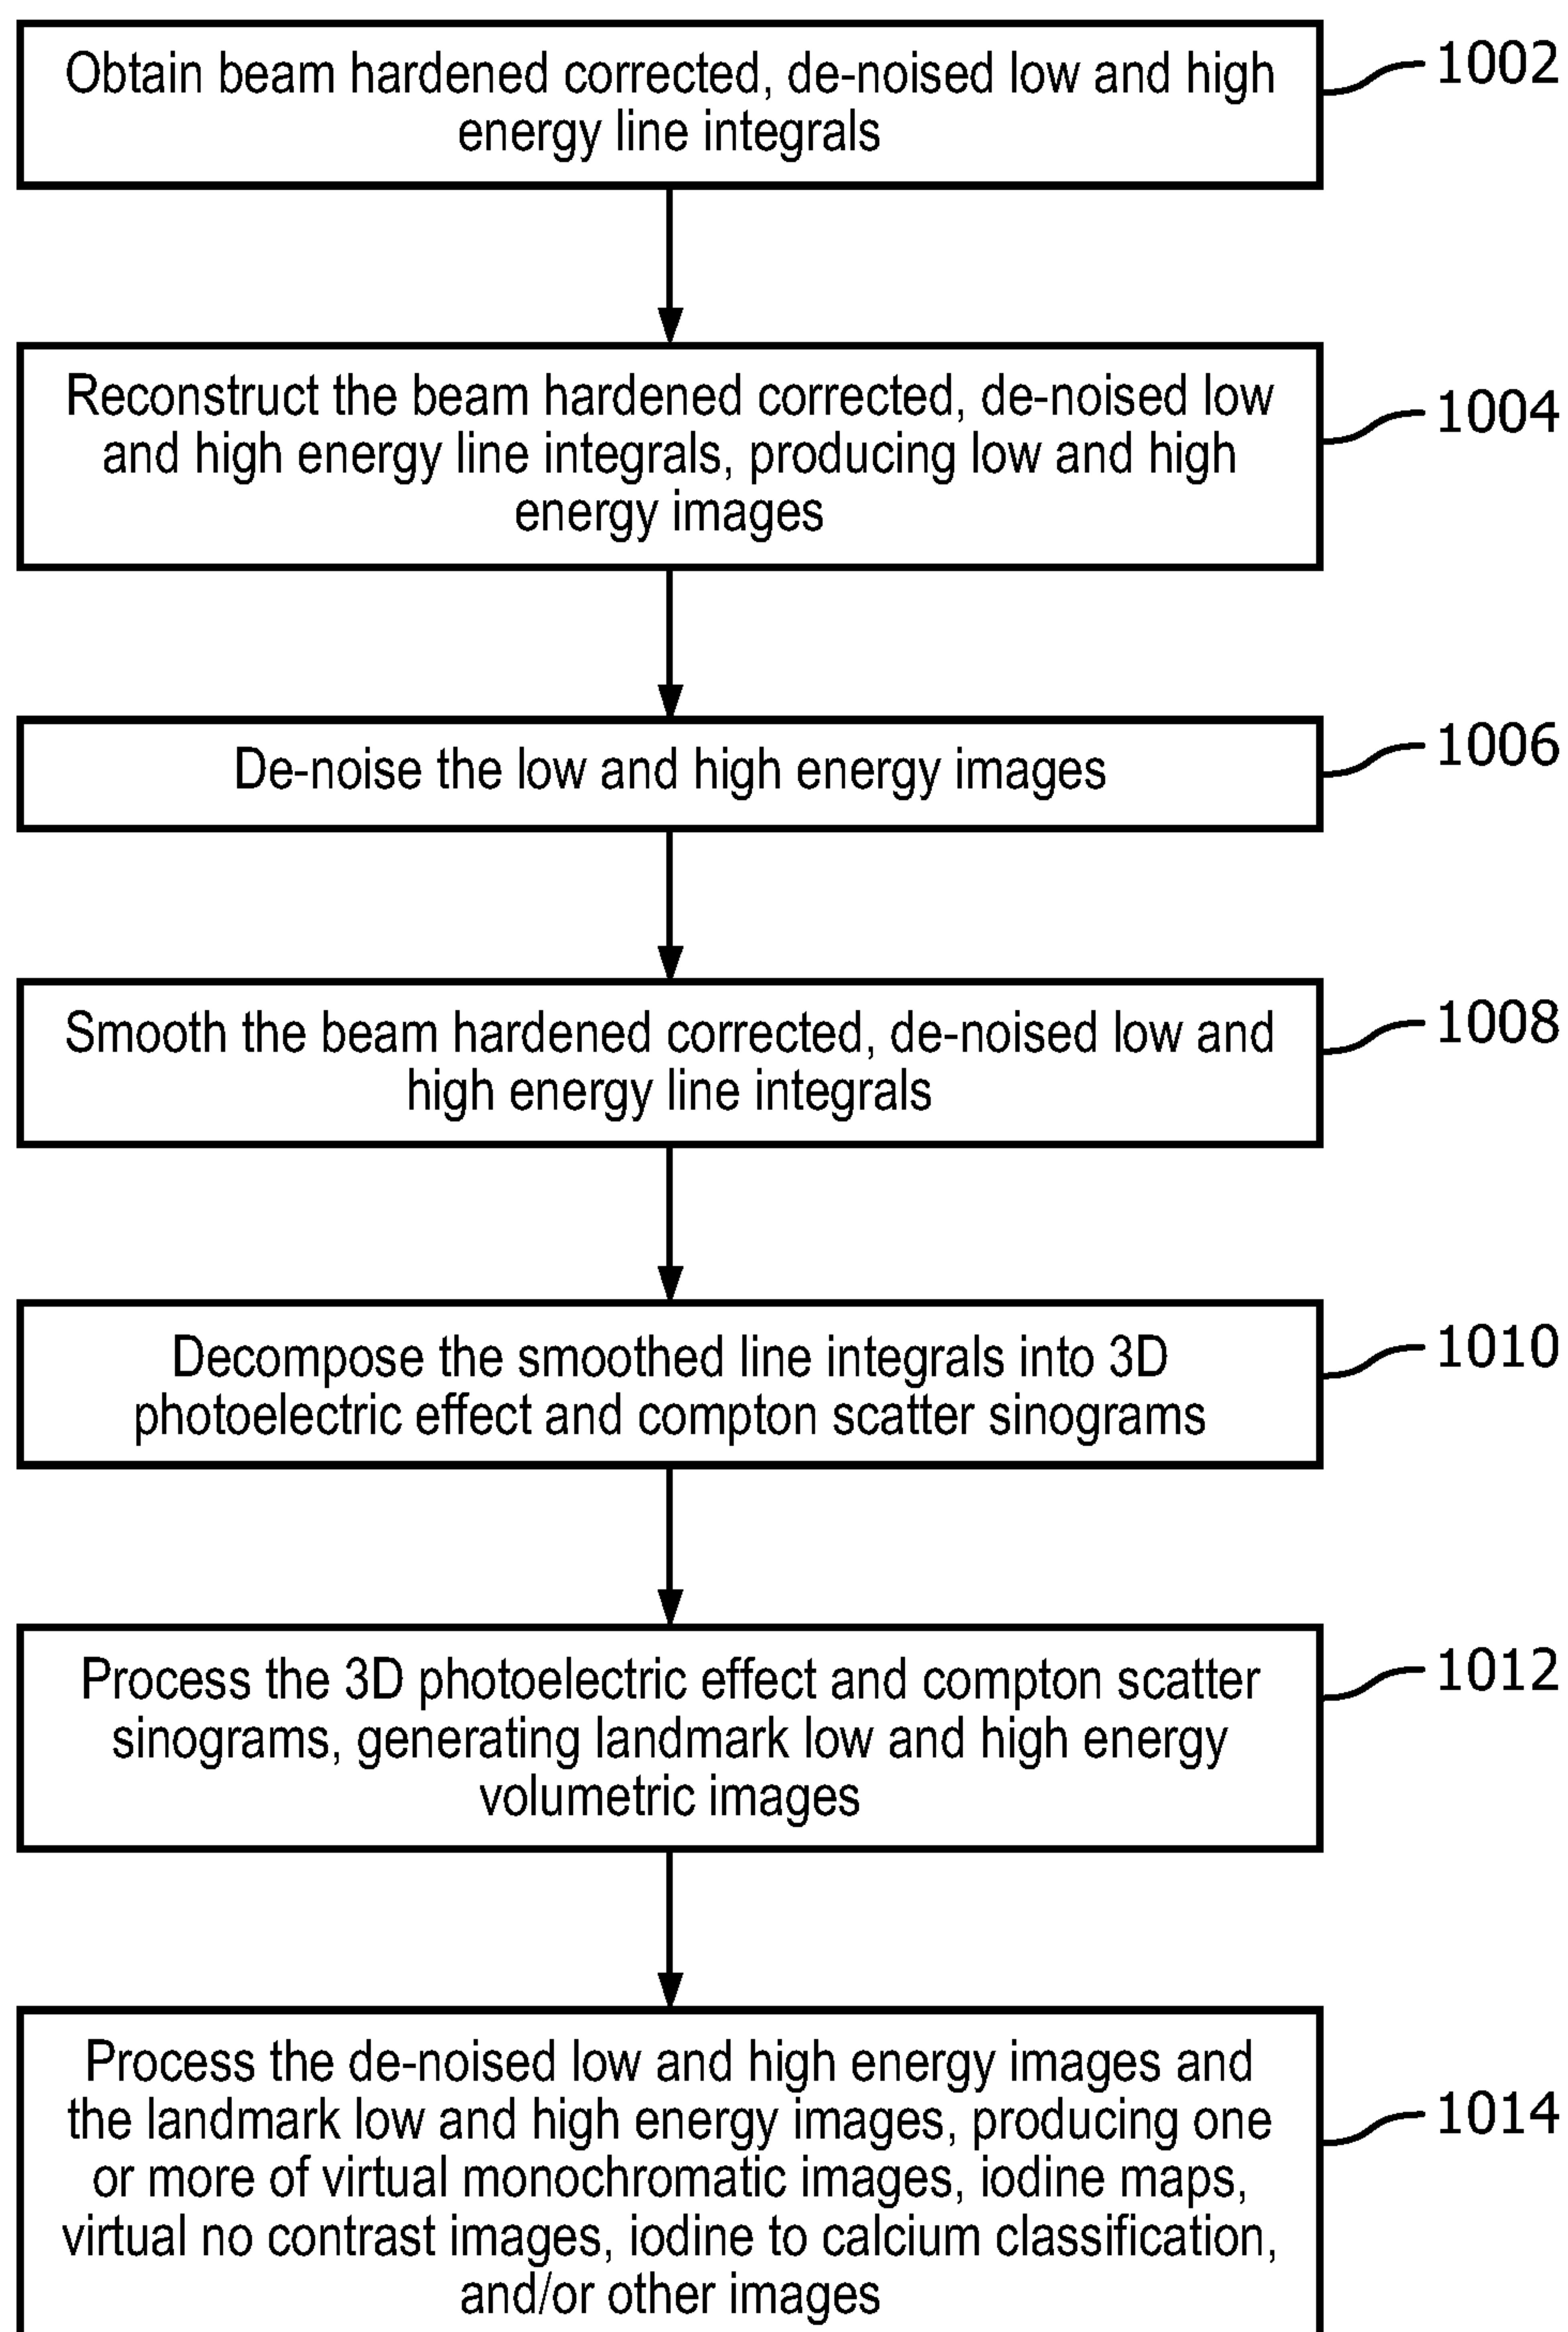 Obtain beam hardened corrected, de-noised low and high
energy line integrals
1002
Reconstruct the beam hardened corrected, de-noised low
and high energy line integrals, producing low and high
energy images
1004
De-noise the low and high energy images
1006
Smooth the beam hardened corrected, de-noised low and
high energy line integrals
1008
Decompose the smoothed line integrals into 3D
photoelectric effect and compton scatter sinograms
1010
Process the 3D photoelectric effect and compton scatter
sinograms, generating landmark low and high energy
volumetric images
1012
Process the de-noised low and high energy images and
the landmark low and high energy images, producing one
or more of virtual monochromatic images, iodine maps,
virtual no contrast images, iodine to calcium classification,
and/or other images
1014